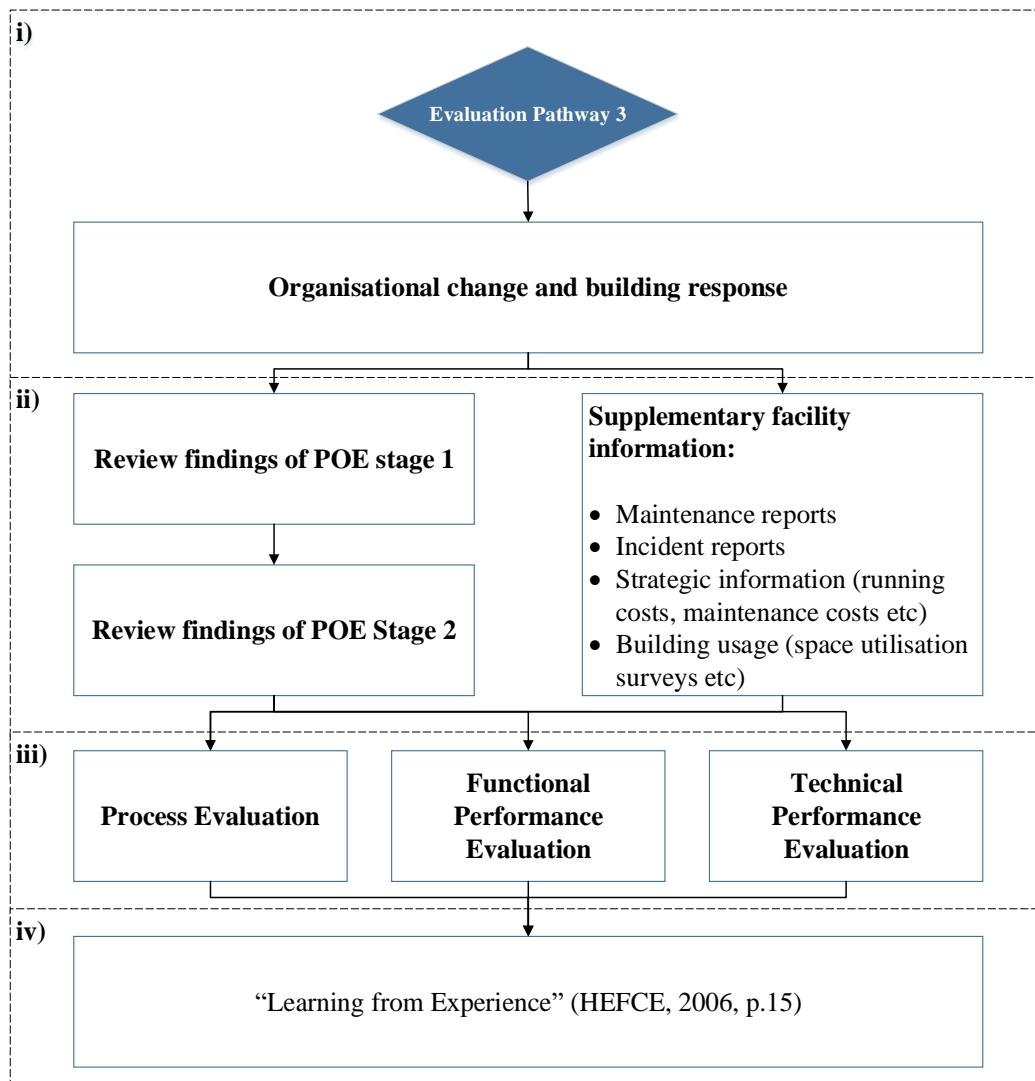 i)
Evaluation Pathway 3
Organisational change and building response
ii)
Review findings of POE stage 1
Review findings of POE Stage 2
Supplementary facility
information:
• Maintenance reports
• Incident reports
• Strategic information (running
costs, maintenance costs etc)
• Building usage (space utilisation
surveys etc)
iii)
Process Evaluation
Functional
Performance
Evaluation
Technical
Performance
Evaluation
iv)
“Learning from Experience” (HEFCE, 2006, p.15)